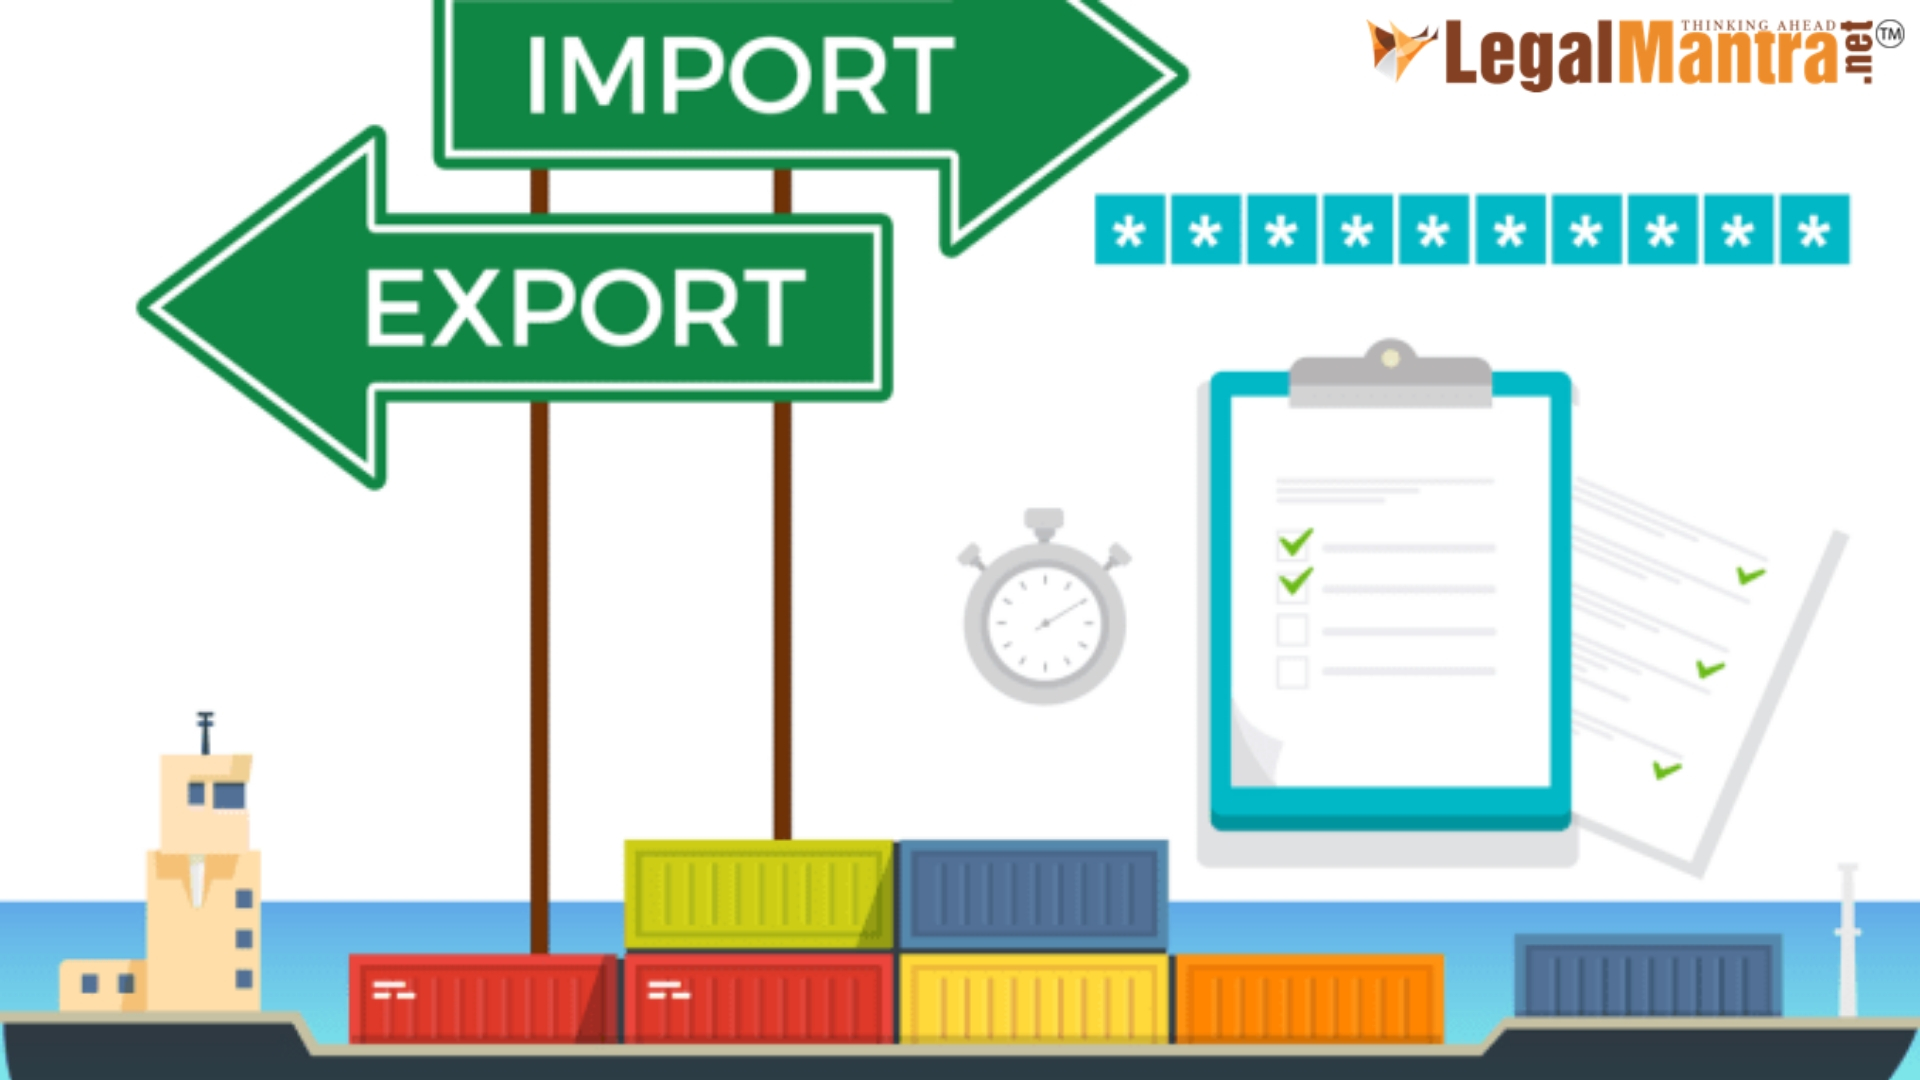 IMPORT
THINKING AHEAD
LegalMantra.net TM
* * * * * * * * * *
EXPORT